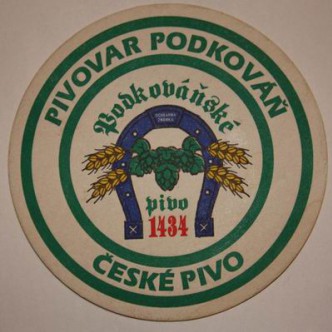 PIVOVAR PODKOVÁŇ
Podkováňské
pivo
1434
ČESKÉ PIVO